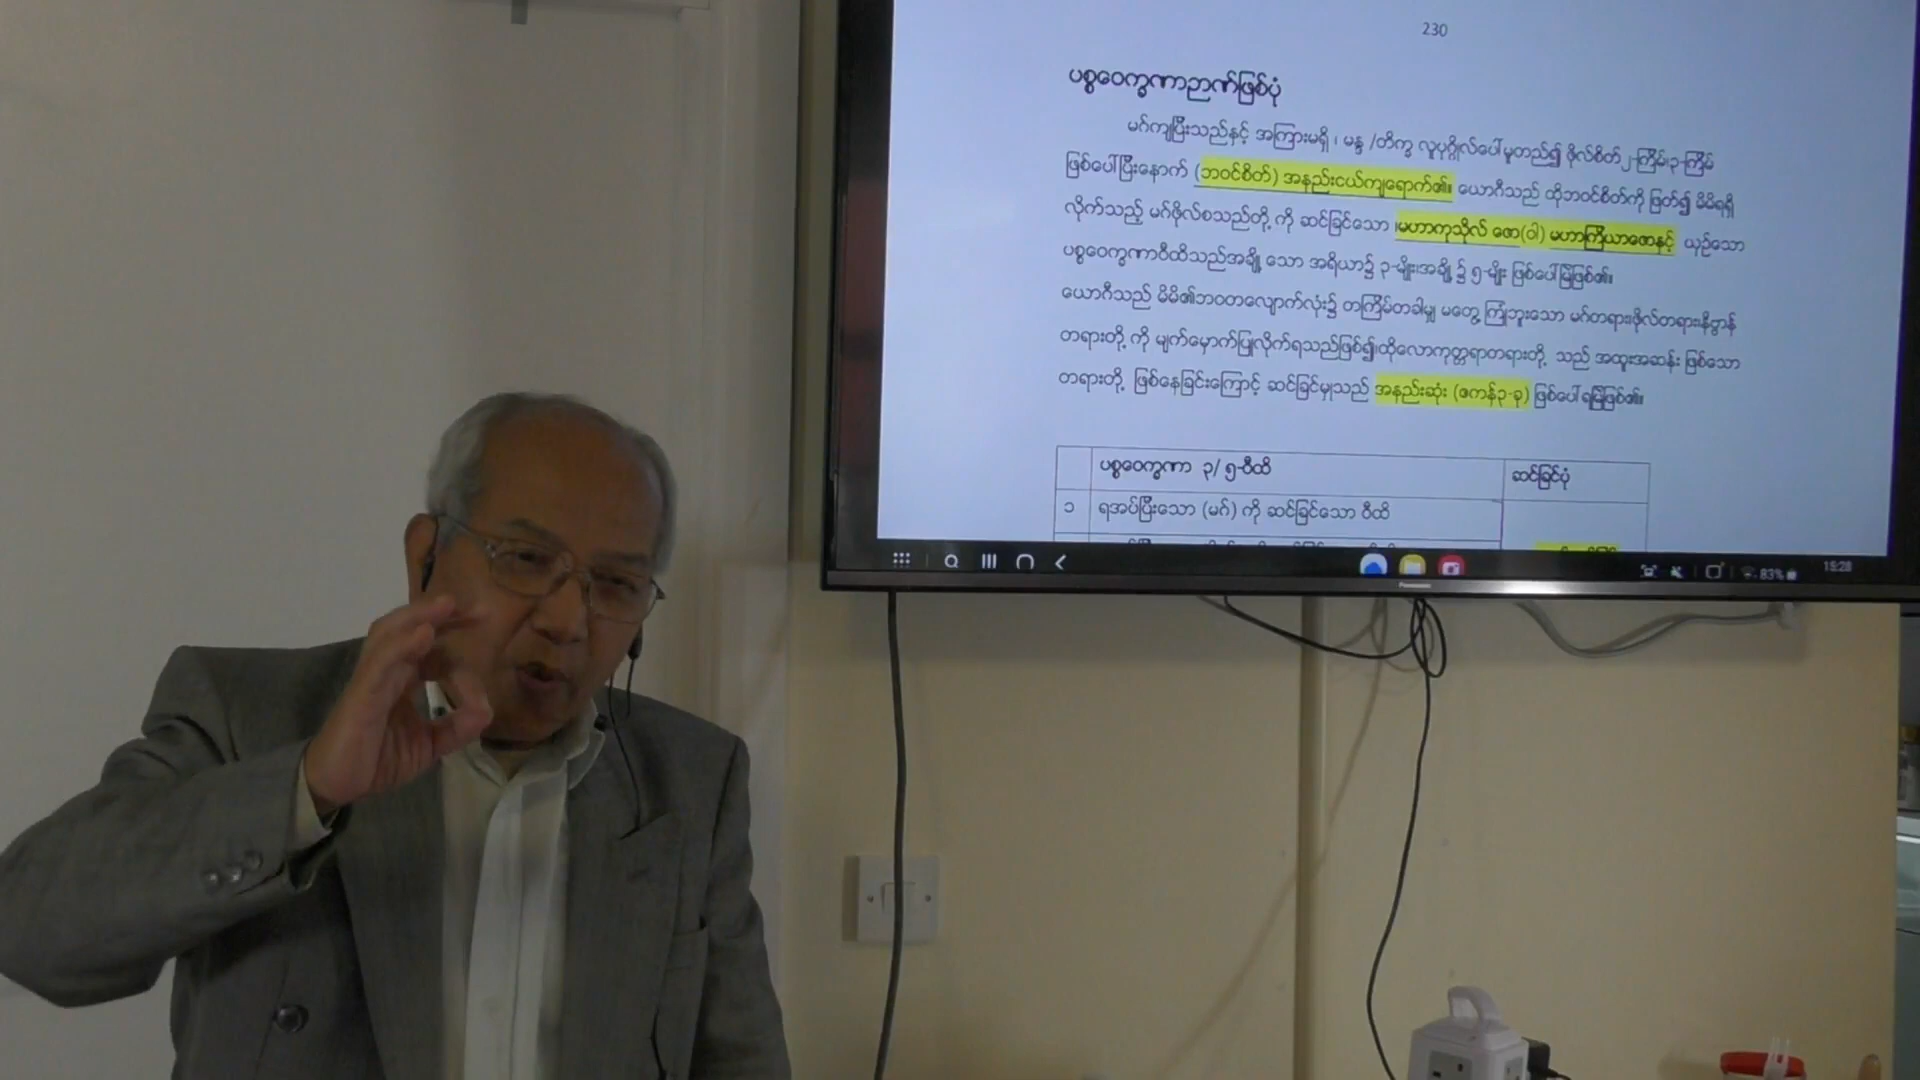 230
ပစ္စဝေက္ခဏာဉာဏ်ဖြစ်ပုံ
မဂ်ကျပြီးသည်နှင့် အကြားမရှိ ၊ မန္ဒ /တိက္ခ လူပုဂ္ဂိုလ်ပေါ်မူတည်၍ ဖိုလ်စိတ်၂-ကြိမ်၊၃-ကြိမ်
ဖြစ်ပေါ်ပြီးနောက် (ဘဝင်စိတ်) အနည်းငယ်ကျရောက်၏။ ယောဂီသည် ထိုဘဝင်စိတ်ကို ဖြတ်၍ မိမိရရှိ
လိုက်သည့် မဂ်ဖိုလ်စသည်တို့ ကို ဆင်ခြင်သော ၊မဟာကုသိုလ် ဇော(ဝါ) မဟာကြိယာဇောနှင့် ယှဉ်သော
ပစ္စဝေက္ခဏာဝီထိသည်အချို့ သော အရိယာ၌ ၃-မျိုး၊အချို့ ၌ ၅-မျိုး ဖြစ်ပေါ်မြဲဖြစ်၏။
ယောဂီသည် မိမိ၏ဘဝတလျောက်လုံး၌ တကြိမ်တခါမျှ မတွေ့ ကြုံဘူးသော မဂ်တရား၊ဖိုလ်တရား၊နိဗ္ဗာန်
တရားတို့ ကို မျက်မှောက်ပြုလိုက်ရသည်ဖြစ်၍၊ထိုလောကုတ္တရာတရားတို့ သည် အထူးအဆန်း ဖြစ်သော
တရားတို့ ဖြစ်နေခြင်းကြောင့် ဆင်ခြင်မှုသည် အနည်းဆုံး (ဧကန်၃-ခု) ဖြစ်ပေါ်ရမြဲဖြစ်၏။
ပစ္စဝေက္ခဏာ ၃/၅-ဝီထိ ဆင်ခြင်ပုံ
၁ ရအပ်ပြီးသော (မဂ်) ကို ဆင်ခြင်သော ဝီထိ
83% 15:28
Panasonic